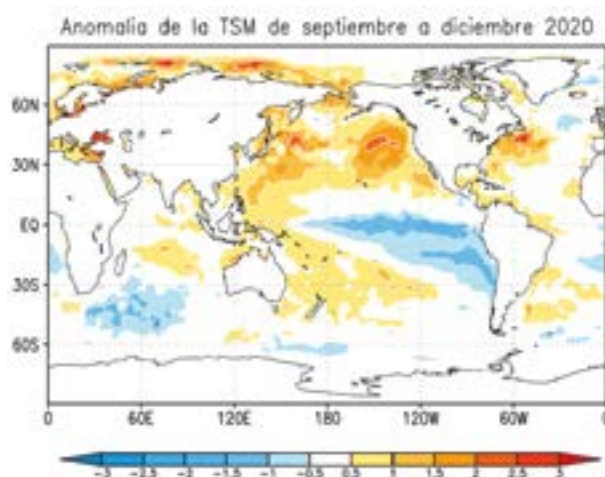 Anomalia de la TSM de septiembre a diciembre 2020
60N
30N
EQ
30S
60S
0 60E 120E 180 120W 60W 0
-3 -2.5 -2 -1.5 -1 -0.5 0.5 1 1.5 2 2.5 3